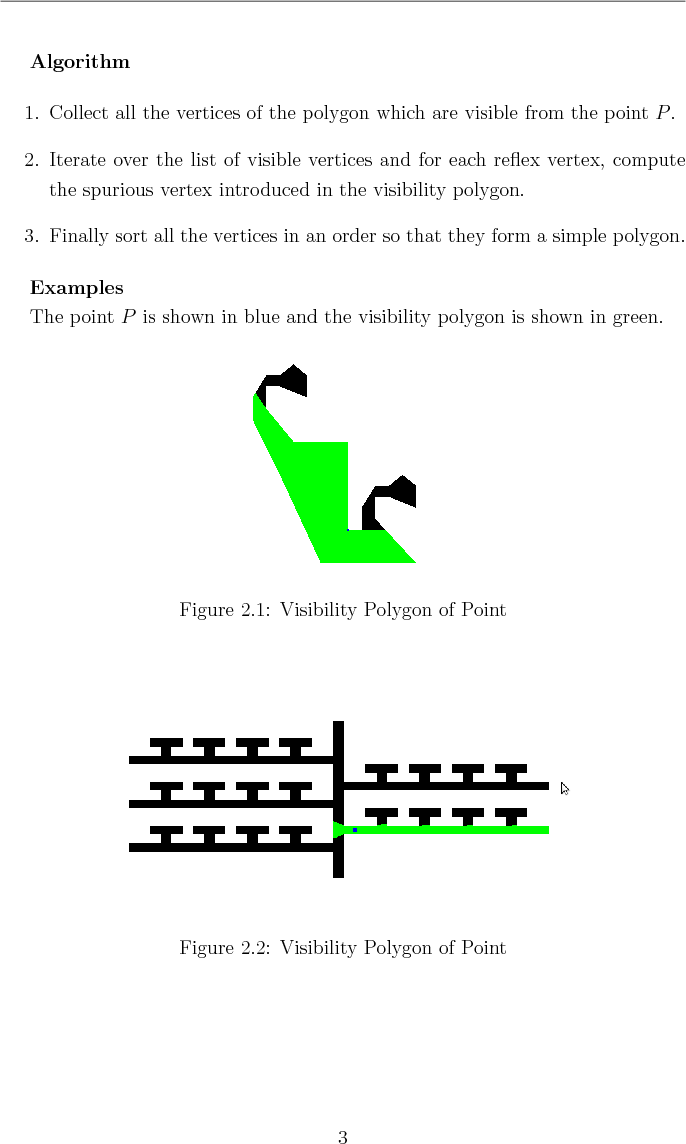 Algorithm
1. Collect all the vertices of the polygon which are visible from the point P.
2. Iterate over the list of visible vertices and for each reflex vertex, compute
the spurious vertex introduced in the visibility polygon.
3. Finally sort all the vertices in an order so that they form a simple polygon.
Examples
The point P is shown in blue and the visibility polygon is shown in green.
Figure 2.1: Visibility Polygon of Point
Figure 2.2: Visibility Polygon of Point
3